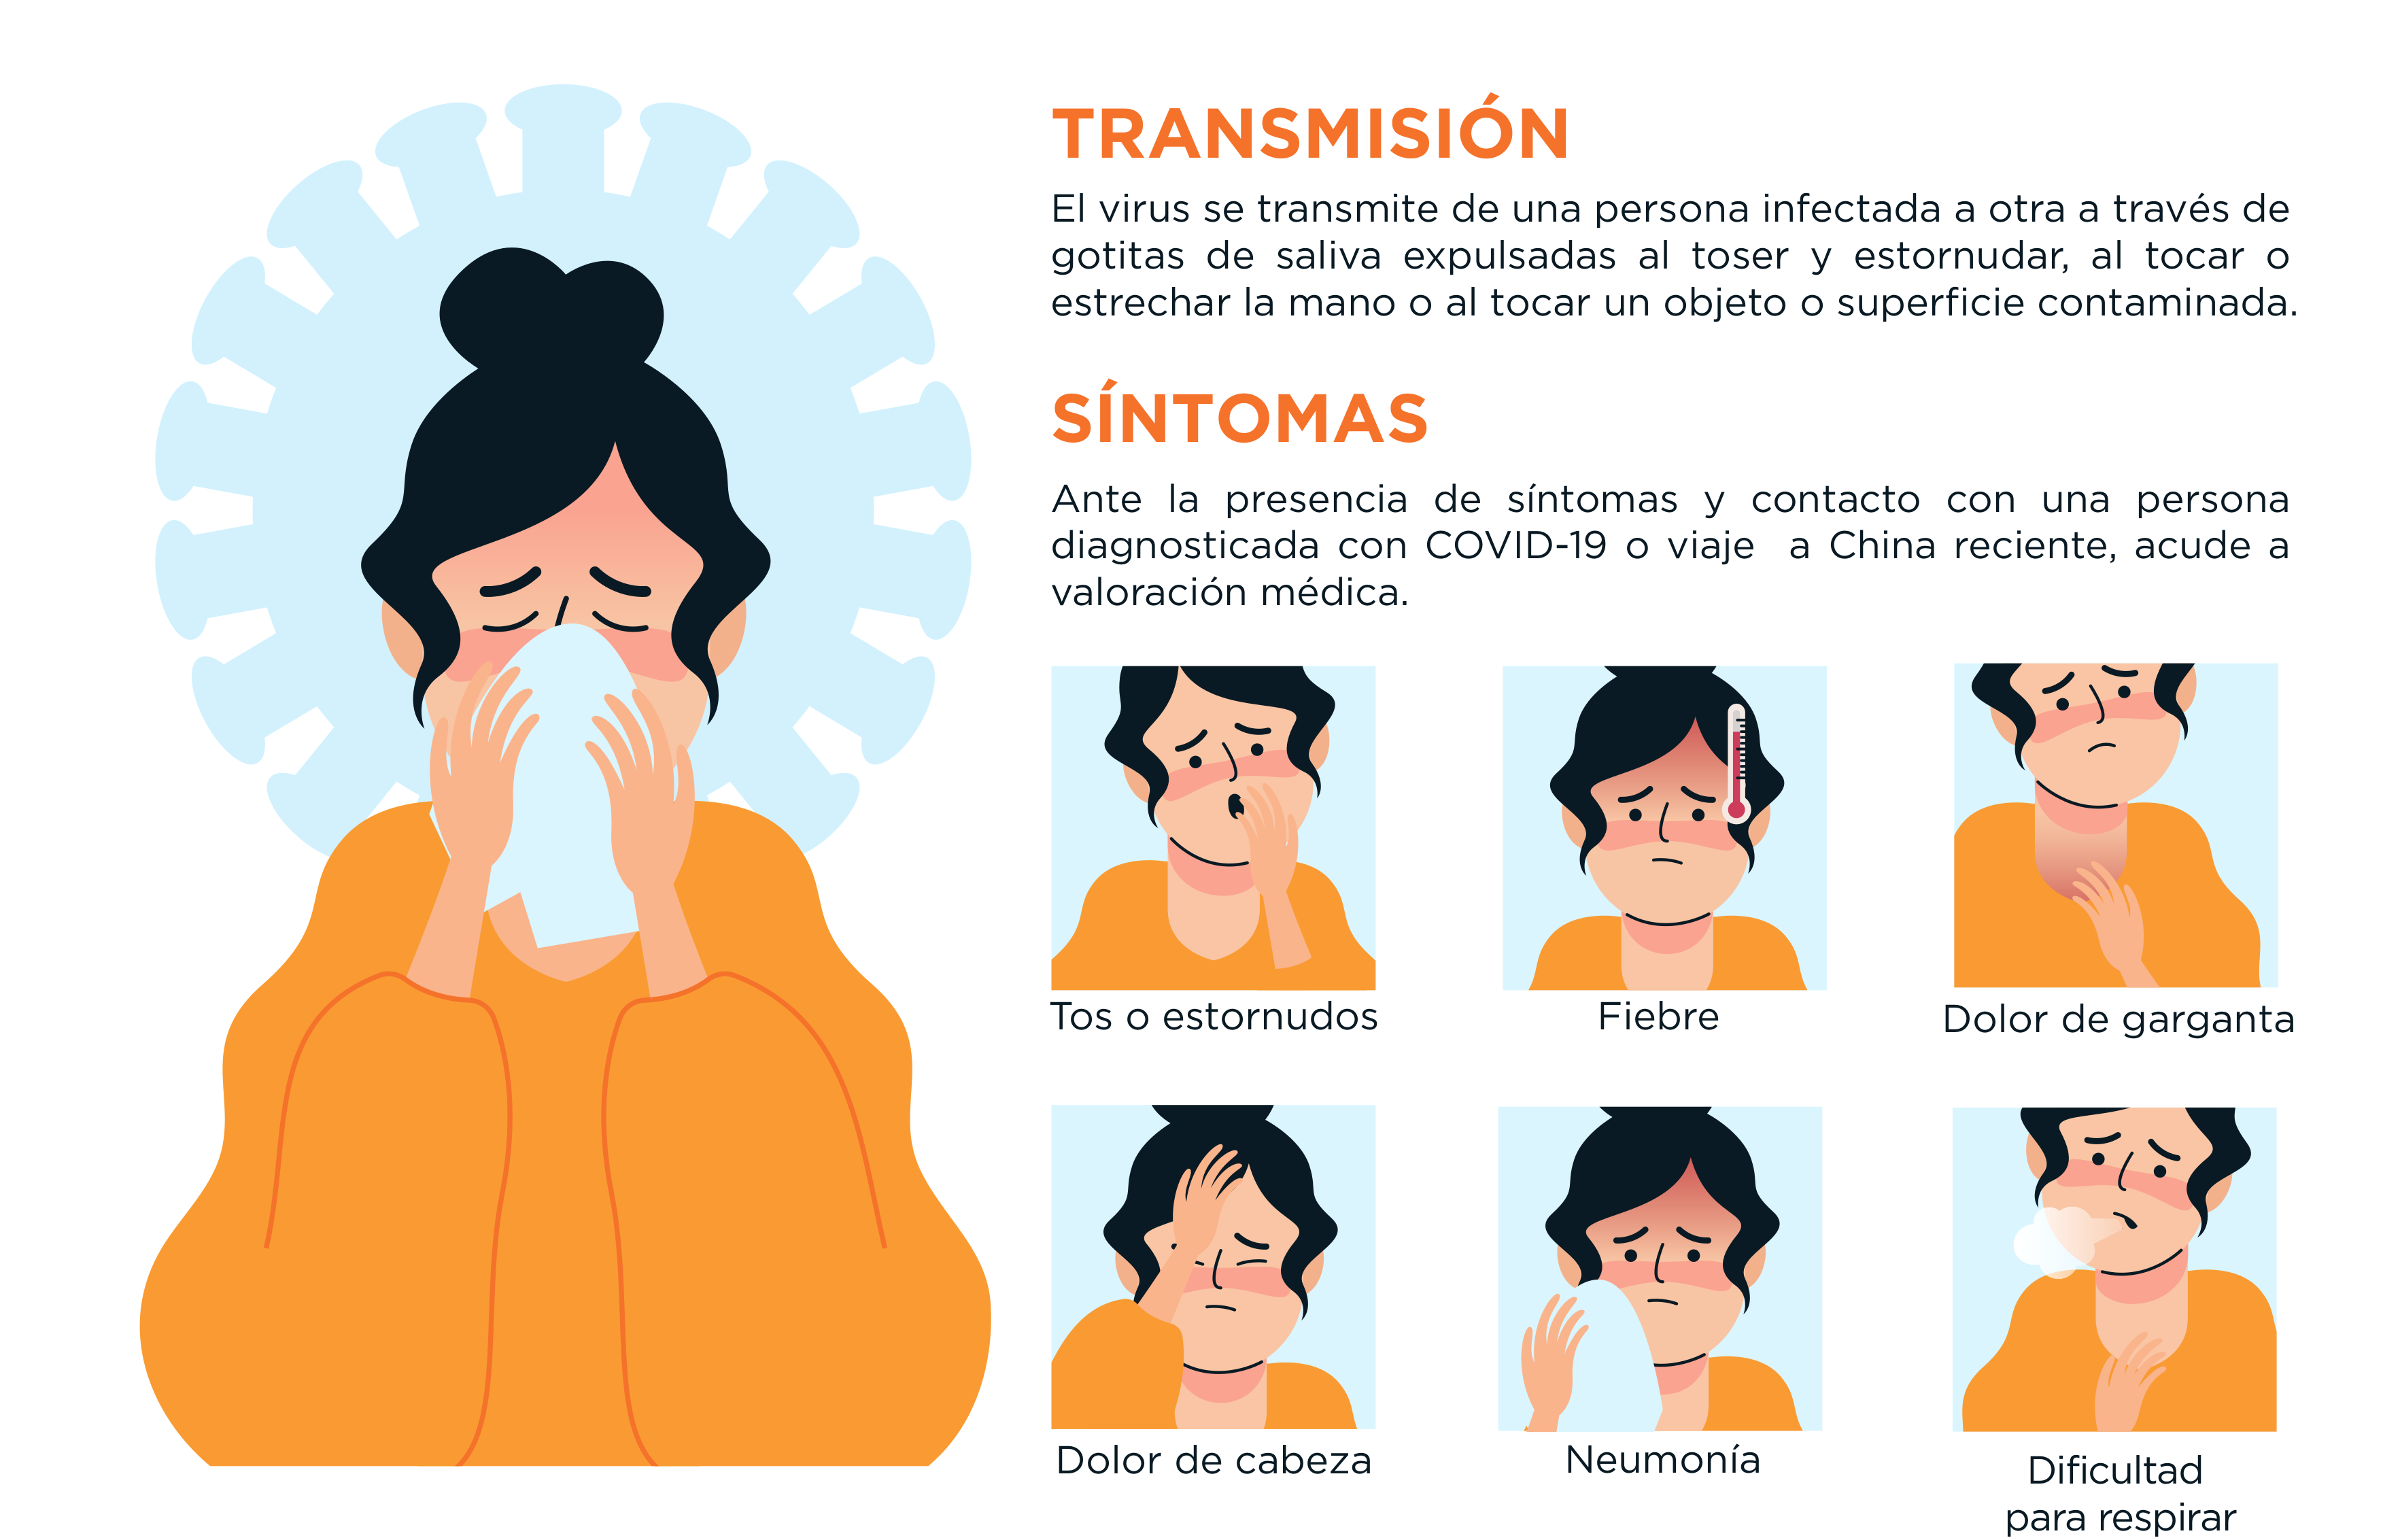 TRANSMISIÓN
El virus se transmite de una persona infectada a otra a través de
gotitas de saliva expulsadas al toser y estornudar, al tocar o
estrechar la mano o al tocar un objeto o superficie contaminada.
SÍNTOMAS
Ante la presencia de síntomas y contacto con una persona
diagnosticada con COVID-19 o viaje a China reciente, acude a
valoración médica.
Tos o estornudos
Fiebre
Dolor de garganta
Dolor de cabeza
Neumonía
Dificultad
para respirar